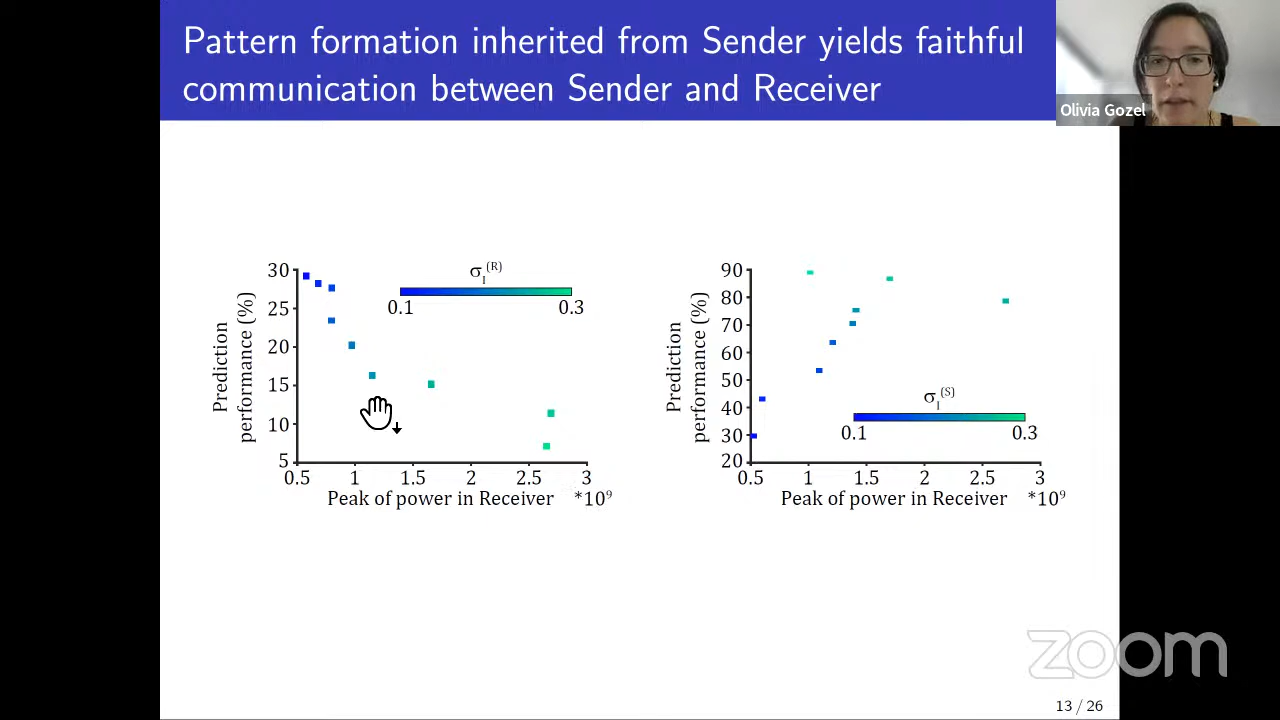 Pattern formation inherited from Sender yields faithful
communication between Sender and Receiver
Olivia Gozel
Prediction
performance (%)
30
25
20
15
10
5
σI(R)
0.1
0.3
0.5
1
1.5
2
2.5
3
Peak of power in Receiver
*10⁹
Prediction
performance (%)
90
80
70
60
50
40
30
20
σI(S)
0.1
0.3
0.5
1
1.5
2
2.5
3
Peak of power in Receiver
*10⁹
zoom
13 / 26